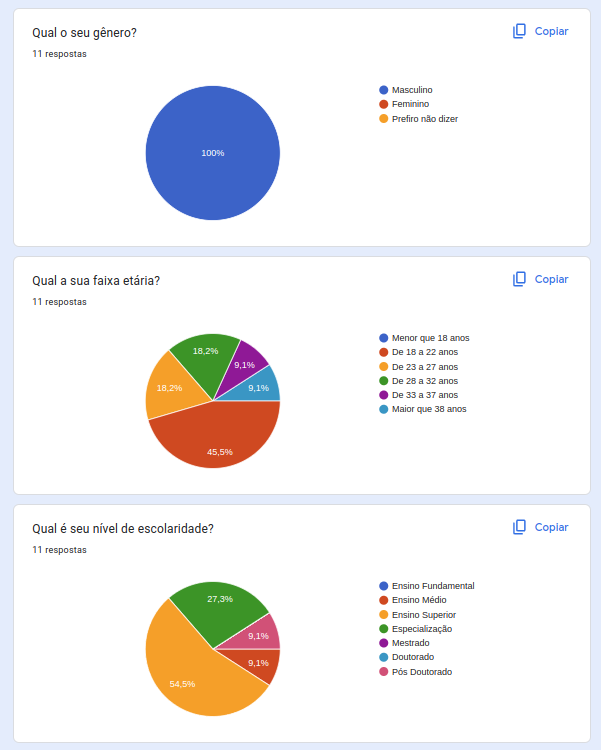 Qual o seu gênero?
Copiar
11 respostas
100%
Masculino
Feminino
Prefiro não dizer
Qual a sua faixa etária?
Copiar
11 respostas
18,2%
9,1%
18,2%
9,1%
45,5%
Menor que 18 anos
De 18 a 22 anos
De 23 a 27 anos
De 28 a 32 anos
De 33 a 37 anos
Maior que 38 anos
Qual é seu nível de escolaridade?
Copiar
11 respostas
27,3%
9,1%
9,1%
54,5%
Ensino Fundamental
Ensino Médio
Ensino Superior
Especialização
Mestrado
Doutorado
Pós Doutorado